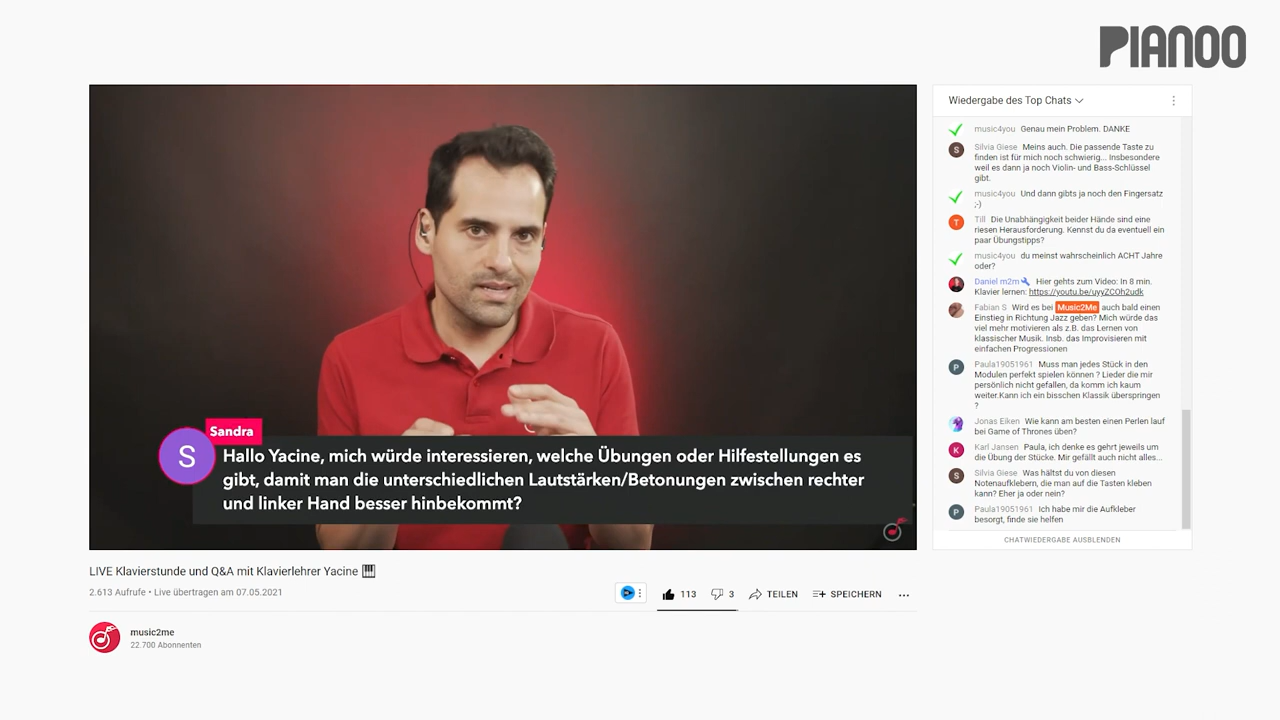 PIANOO
Wiedergabe des Top Chats
music4you Genau mein Problem. DANKE
S
Silvia Giese Meins auch. Die passende Taste zu
finden ist für mich noch schwierig... Insbesondere
weil es dann ja noch Violin- und Bass-Schlüssel
gibt.
music4you Und dann gibts ja noch den Fingersatz
;-)
T
Till Die Unabhängigkeit beider Hände sind eine
riesen Herausforderung. Kennst du da eventuell ein
paar Übungstipps?
music4you du meinst wahrscheinlich ACHT Jahre
oder?
Daniel m2m Hier gehts zum Video: In 8 min.
Klavier lernen: https://youtu.be/uyyZCOh2udk
Fabian S Wird es bei Music2Me auch bald einen
Einstieg in Richtung Jazz geben? Mich würde das
viel mehr motivieren als z.B. das Lernen von
klassischer Musik. Insb. das Improvisieren mit
einfachen Progressionen
P
Paula19051961 Muss man jedes Stück in den
Modulen perfekt spielen können ? Lieder die mir
persönlich nicht gefallen, da komm ich kaum
weiter.Kann ich ein bisschen Klassik überspringen
?
Jonas Eiken Wie kann am besten einen Perlen lauf
bei Game of Thrones üben?
K
Karl Jansen Paula, ich denke es gehrt jeweils um
die Übung der Stücke. Mir gefällt auch nicht alles...
S
Silvia Giese Was hältst du von diesen
Notenaufklebern, die man auf die Tasten kleben
kann? Eher ja oder nein?
P
Paula19051961 Ich habe mir die Aufkleber
besorgt, finde sie helfen
CHATWIEDERGABE AUSBLENDEN
Sandra
S
Hallo Yacine, mich würde interessieren, welche Übungen oder Hilfestellungen es
gibt, damit man die unterschiedlichen Lautstärken/Betonungen zwischen rechter
und linker Hand besser hinbekommt?
LIVE Klavierstunde und Q&A mit Klavierlehrer Yacine
2.613 Aufrufe • Live übertragen am 07.05.2021
113
3
TEILEN
SPEICHERN
music2me
22.700 Abonnenten